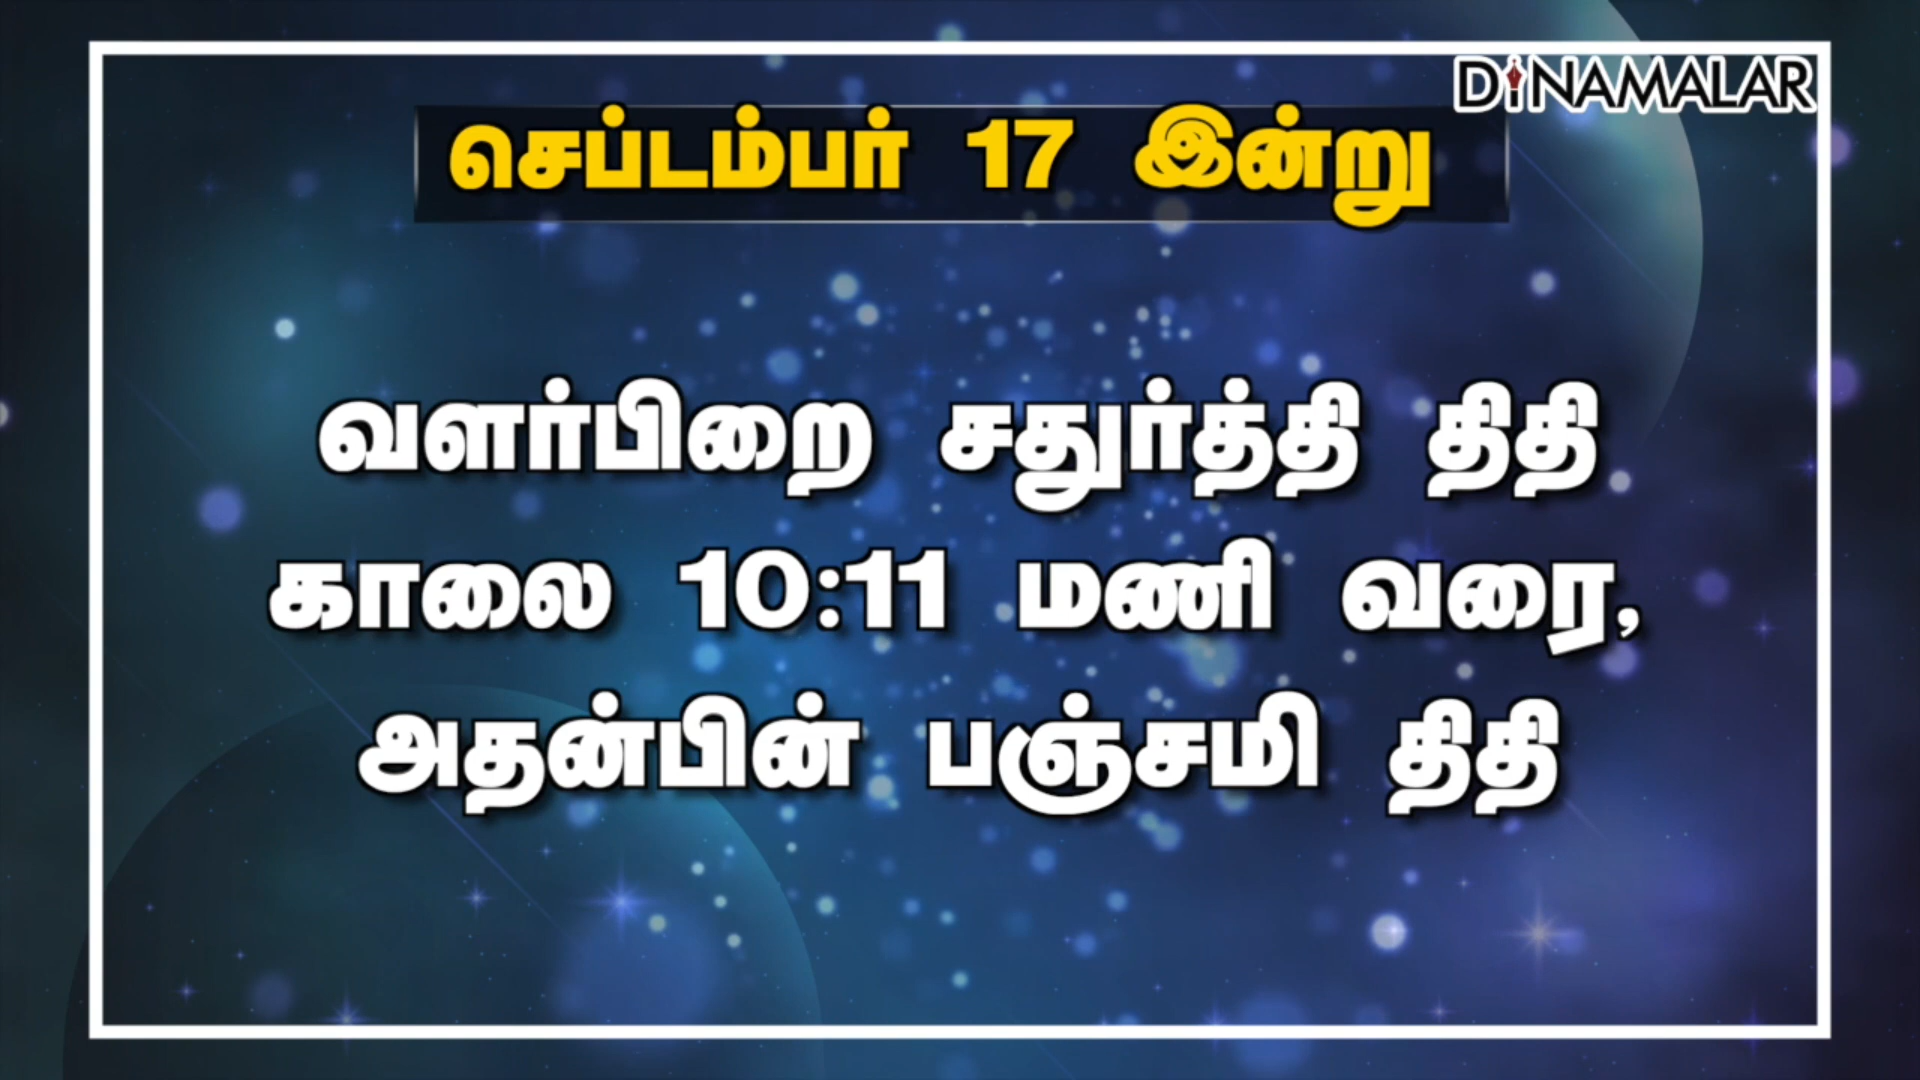 DINAMALAR
செப்டம்பர் 17 இன்று
வளர்பிறை சதுர்த்தி திதி
காலை 10:11 மணி வரை,
அதன்பின் பஞ்சமி திதி